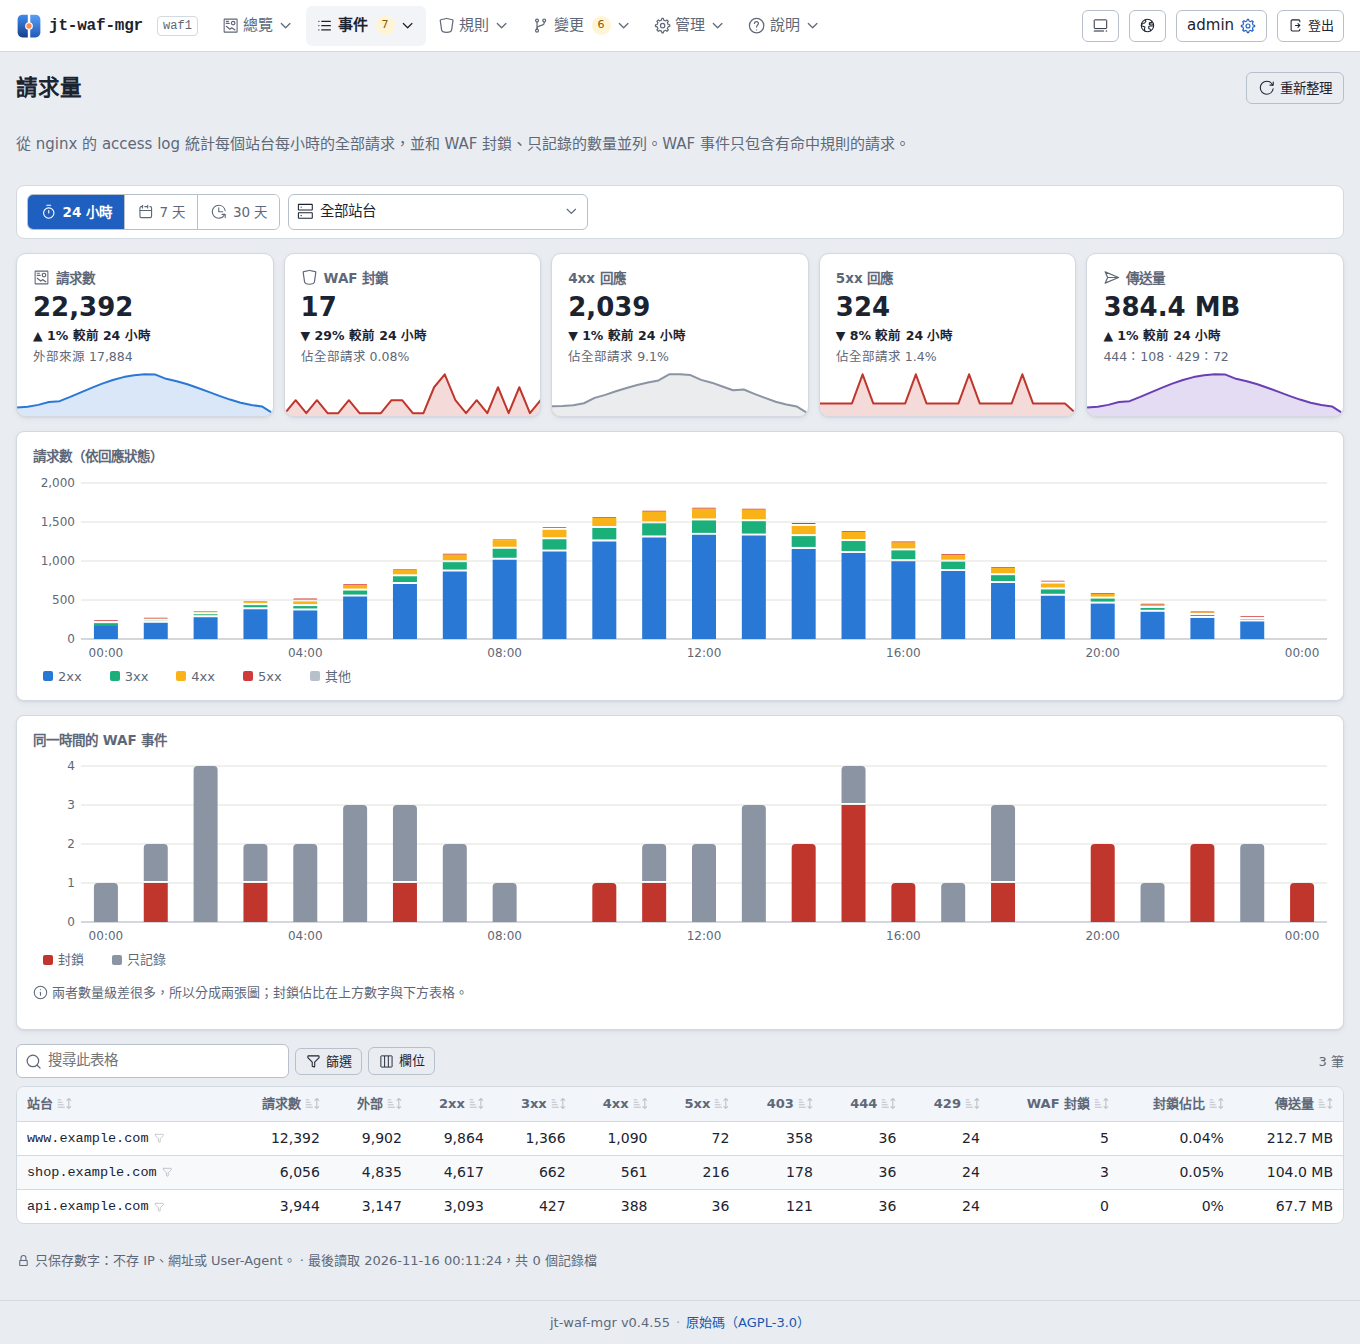 jt-waf-mgr waf1 總覽 事件 7 規則 變更 6 管理 說明 admin 登出
請求量 重新整理
從 nginx 的 access log 統計每個站台每小時的全部請求，並和 WAF 封鎖、只記錄的數量並列。WAF 事件只包含有命中規則的請求。
24 小時 7 天 30 天 全部站台
請求數
22,392
▲ 1% 較前 24 小時
外部來源 17,884
WAF 封鎖
17
▼ 29% 較前 24 小時
佔全部請求 0.08%
4xx 回應
2,039
▼ 1% 較前 24 小時
佔全部請求 9.1%
5xx 回應
324
▼ 8% 較前 24 小時
佔全部請求 1.4%
傳送量
384.4 MB
▲ 1% 較前 24 小時
444：108 · 429：72
請求數（依回應狀態）
2,000
1,500
1,000
500
0
00:00 04:00 08:00 12:00 16:00 20:00 00:00
2xx 3xx 4xx 5xx 其他
同一時間的 WAF 事件
4
3
2
1
0
00:00 04:00 08:00 12:00 16:00 20:00 00:00
封鎖 只記錄
兩者數量級差很多，所以分成兩張圖；封鎖佔比在上方數字與下方表格。
搜尋此表格 篩選 欄位 3 筆
站台 請求數 外部 2xx 3xx 4xx 5xx 403 444 429 WAF 封鎖 封鎖佔比 傳送量
www.example.com 12,392 9,902 9,864 1,366 1,090 72 358 36 24 5 0.04% 212.7 MB
shop.example.com 6,056 4,835 4,617 662 561 216 178 36 24 3 0.05% 104.0 MB
api.example.com 3,944 3,147 3,093 427 388 36 121 36 24 0 0% 67.7 MB
只保存數字：不存 IP、網址或 User-Agent。 · 最後讀取 2026-11-16 00:11:24，共 0 個記錄檔
jt-waf-mgr v0.4.55 · 原始碼（AGPL-3.0）